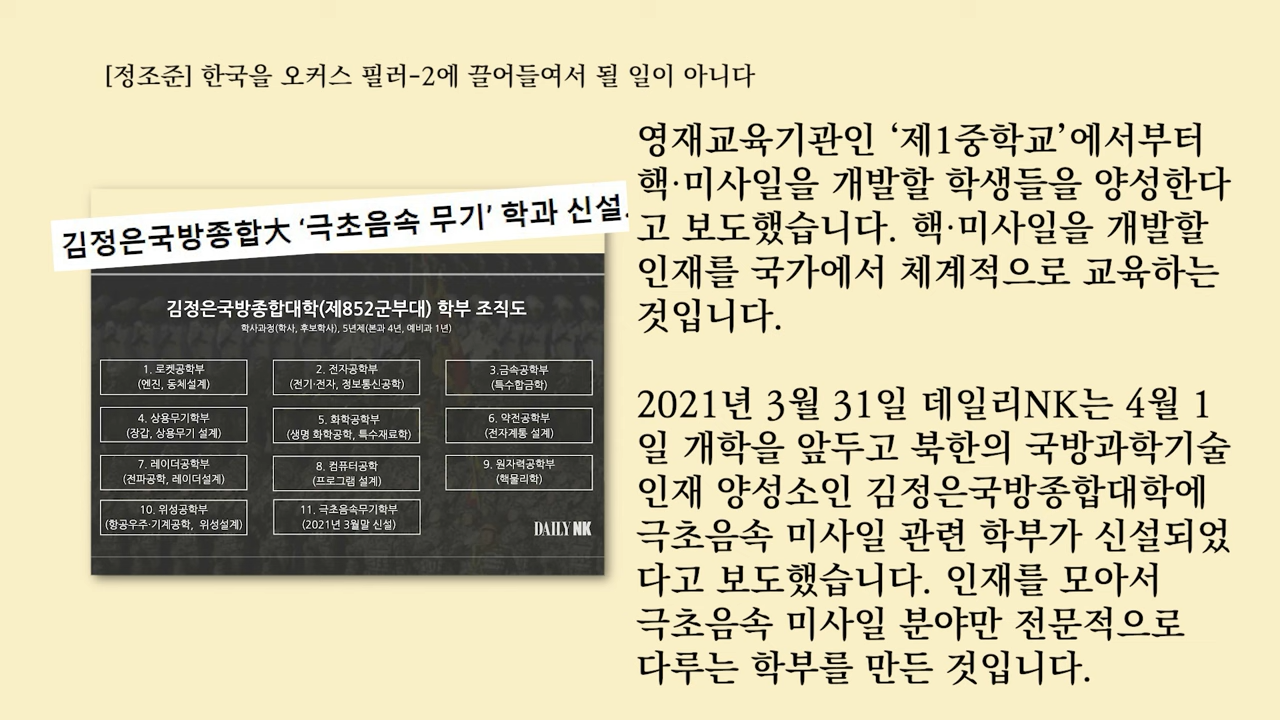 [정조준] 한국을 오커스 필러-2에 끌어들여서 될 일이 아니다
김정은국방종합大 ‘극초음속 무기’ 학과 신설.
김정은국방종합대학(제852군부대) 학부 조직도
학사과정(학사, 후보학사), 5년제(본과 4년, 예비과 1년)
1. 로켓공학부
(엔진, 동체설계)
2. 전자공학부
(전기·전자, 정보통신공학)
3.금속공학부
(특수합금학)
4. 상용무기학부
(장갑, 상용무기 설계)
5. 화학공학부
(생명 화학공학, 특수재료학)
6. 약전공학부
(전자계통 설계)
7. 레이더공학부
(전파공학, 레이더설계)
8. 컴퓨터공학
(프로그램 설계)
9. 원자력공학부
(핵물리학)
10. 위성공학부
(항공우주·기계공학, 위성설계)
11. 극초음속무기학부
(2021년 3월말 신설)
DAILY NK
영재교육기관인 ‘제1중학교’에서부터
핵·미사일을 개발할 학생들을 양성한다
고 보도했습니다. 핵·미사일을 개발할
인재를 국가에서 체계적으로 교육하는
것입니다.
2021년 3월 31일 데일리NK는 4월 1
일 개학을 앞두고 북한의 국방과학기술
인재 양성소인 김정은국방종합대학에
극초음속 미사일 관련 학부가 신설되었
다고 보도했습니다. 인재를 모아서
극초음속 미사일 분야만 전문적으로
다루는 학부를 만든 것입니다.